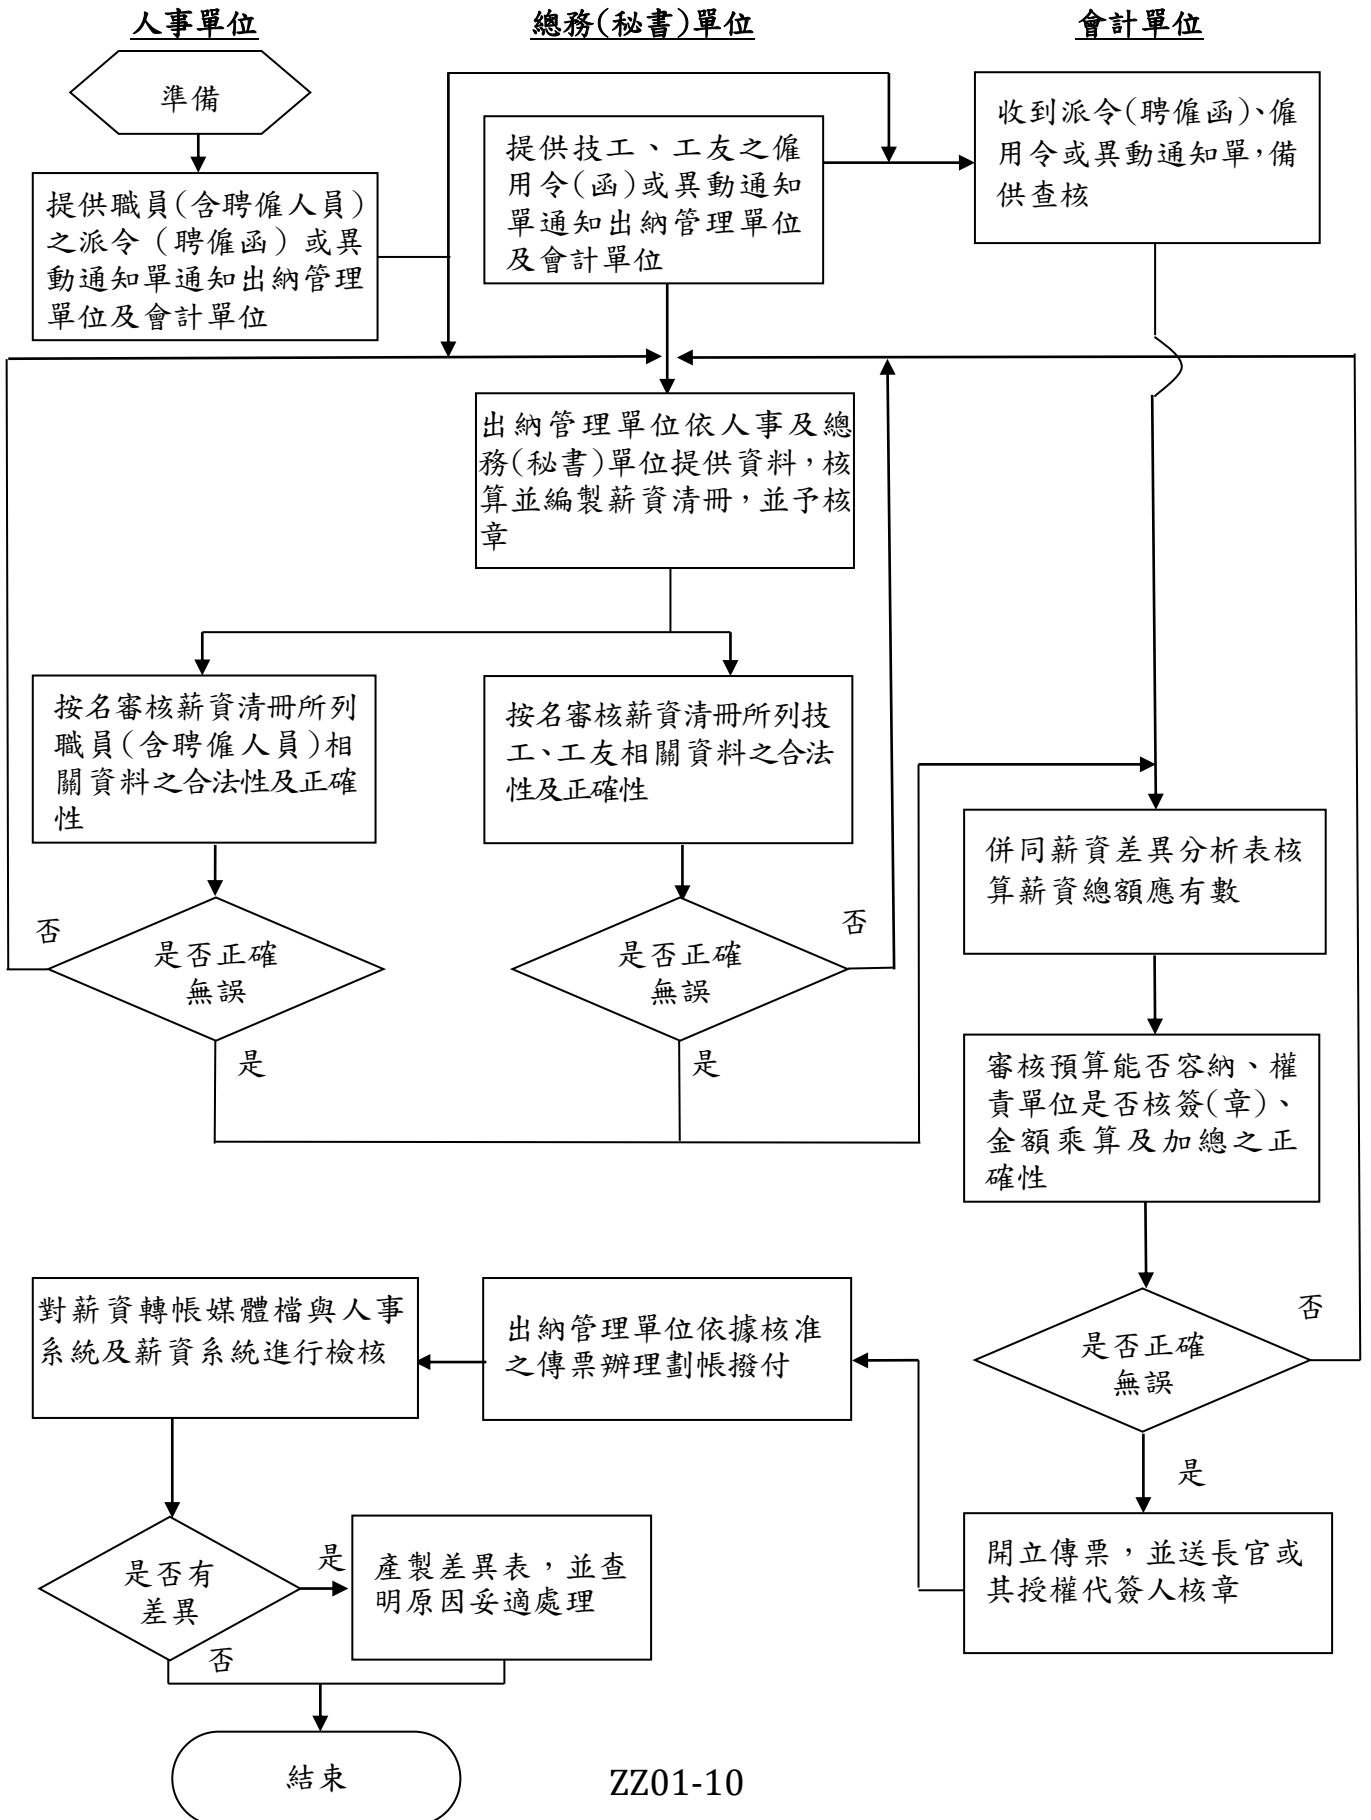 人事單位
總務(秘書)單位
會計單位
準備
提供職員(含聘僱人員)
之派令（聘僱函）或異
動通知單通知出納管理
單位及會計單位
提供技工、工友之僱
用令(函)或異動通知
單通知出納管理單位
及會計單位
收到派令(聘僱函)、僱
用令或異動通知單，備
供查核
出納管理單位依人事及總
務(秘書)單位提供資料，核
算並編製薪資清冊，並予核
章
按名審核薪資清冊所列
職員(含聘僱人員)相
關資料之合法性及正確
性
按名審核薪資清冊所列技
工、工友相關資料之合法
性及正確性
併同薪資差異分析表核
算薪資總額應有數
否
是否正確
無誤
是
否
是否正確
無誤
是
審核預算能否容納、權
責單位是否核簽(章)、
金額乘算及加總之正
確性
否
是否正確
無誤
是
對薪資轉帳媒體檔與人事
系統及薪資系統進行檢核
出納管理單位依據核准
之傳票辦理劃帳撥付
開立傳票，並送長官或
其授權代簽人核章
是否有
差異
是
否
產製差異表，並查
明原因妥適處理
結束
ZZ01-10